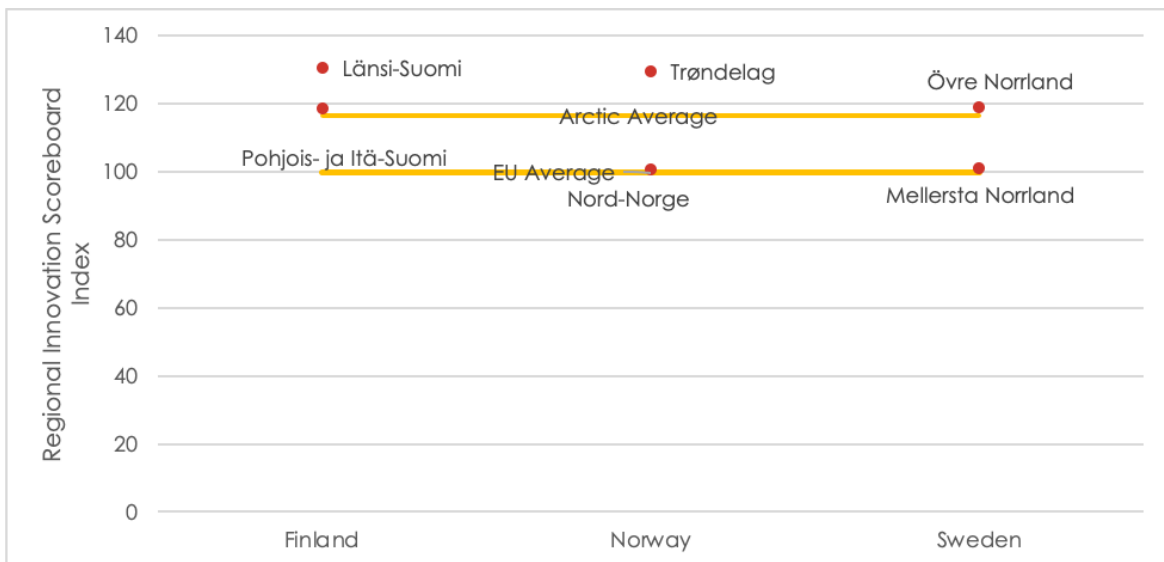 140
Länsi-Suomi
Trøndelag
Övre Norrland
120
Arctic Average
Pohjois- ja Itä-Suomi
100
EU Average
Nord-Norge
Mellersta Norrland
80
60
40
20
0
Regional Innovation Scoreboard
Index
Finland
Norway
Sweden